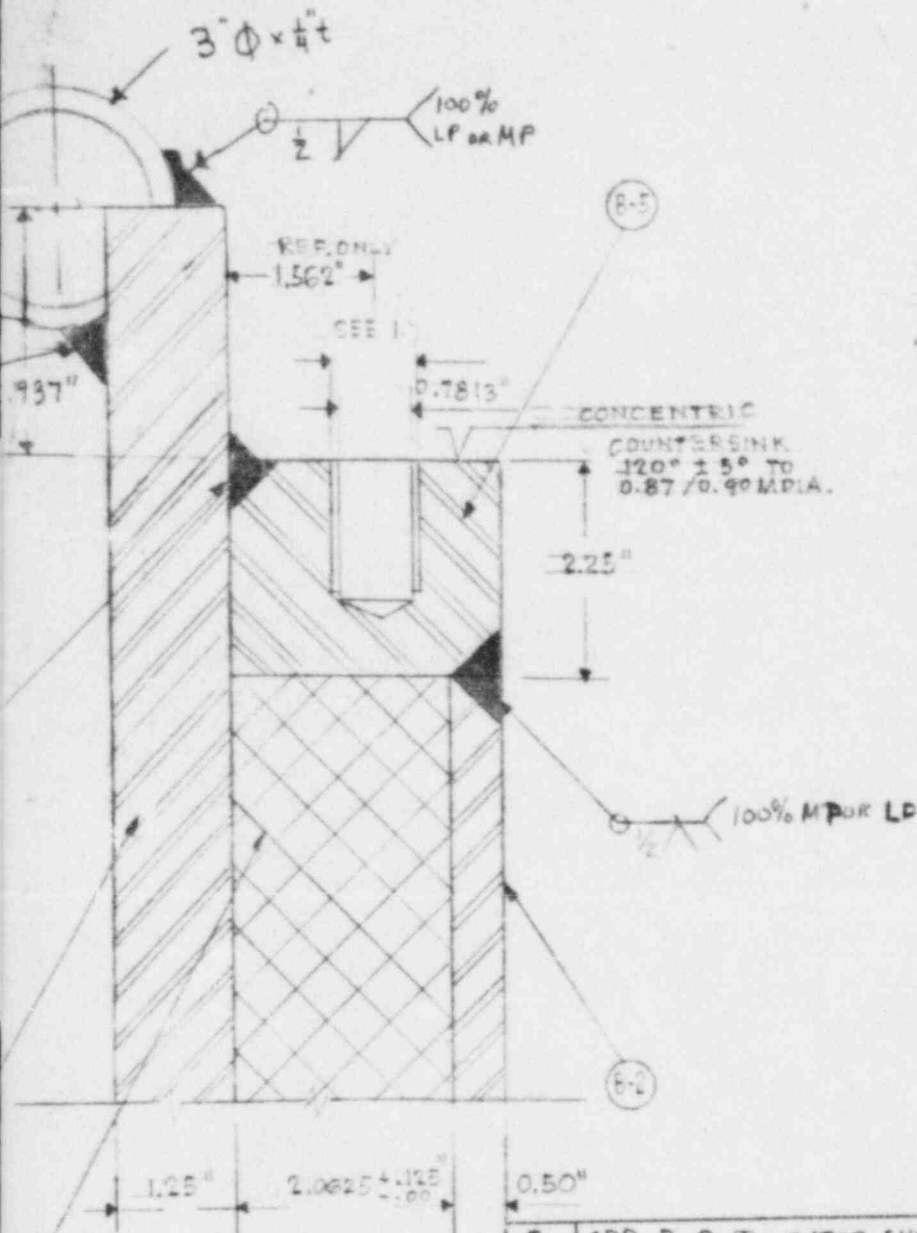 3" Φ x 1/4" t
100%
LP OR MP
1/2
B-5
REF. ONLY
1.562"
SEE
.937"
0.7813"
CONCENTRIC
COUNTERSINK
120° ± 5° TO
0.87/0.90 M DIA.
2.25"
100% MP OR LP
1/2
B-2
1.25"
2.0625 +.125 -.00"
0.50"
ADD